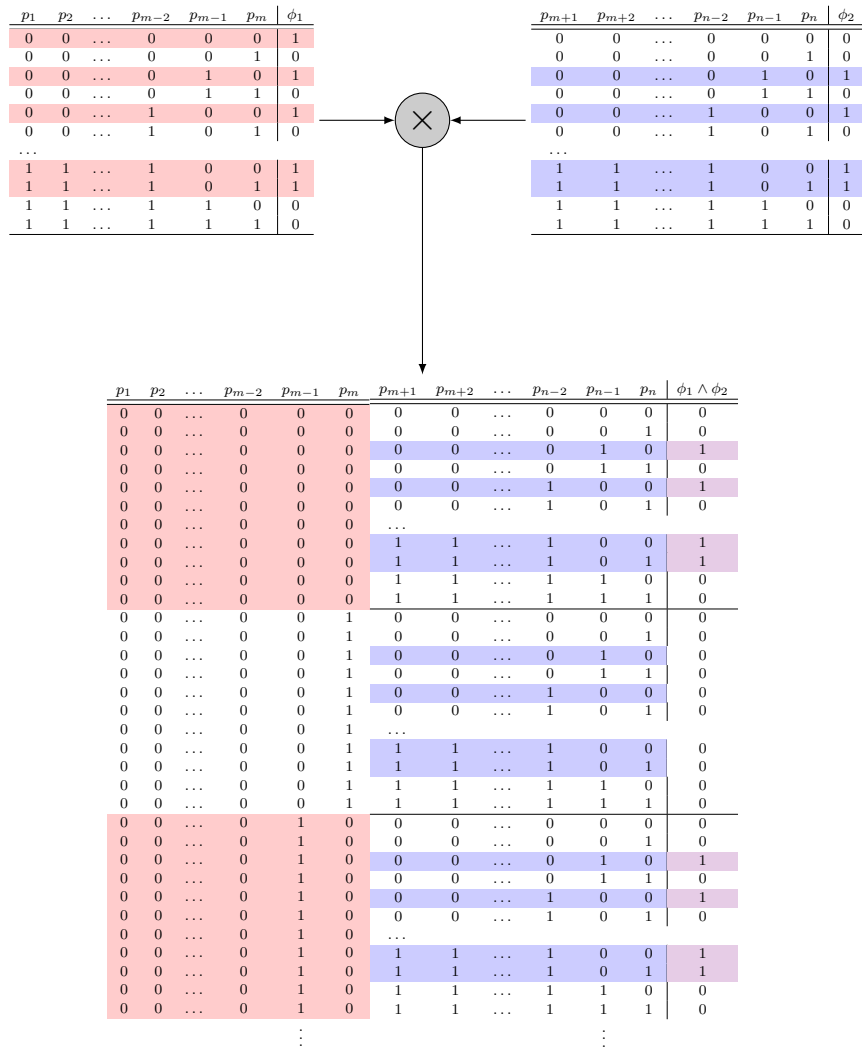 p_1 p_2 … p_{m−2} p_{m−1} p_m ϕ_1
0 0 … 0 0 0 1
0 0 … 0 0 1 0
0 0 … 0 1 0 1
0 0 … 0 1 1 0
0 0 … 1 0 0 1
0 0 … 1 0 1 0
…
1 1 … 1 0 0 1
1 1 … 1 0 1 1
1 1 … 1 1 0 0
1 1 … 1 1 1 0
×
p_{m+1} p_{m+2} … p_{n−2} p_{n−1} p_n ϕ_2
0 0 … 0 0 0 0
0 0 … 0 0 1 0
0 0 … 0 1 0 1
0 0 … 0 1 1 0
0 0 … 1 0 0 1
0 0 … 1 0 1 0
…
1 1 … 1 0 0 1
1 1 … 1 0 1 1
1 1 … 1 1 0 0
1 1 … 1 1 1 0
p_1 p_2 … p_{m−2} p_{m−1} p_m p_{m+1} p_{m+2} … p_{n−2} p_{n−1} p_n ϕ_1 ∧ ϕ_2
0 0 … 0 0 0 0 0 … 0 0 0 0
0 0 … 0 0 0 0 0 … 0 0 1 0
0 0 … 0 0 0 0 0 … 0 1 0 1
0 0 … 0 0 0 0 0 … 0 1 1 0
0 0 … 0 0 0 0 0 … 1 0 0 1
0 0 … 0 0 0 0 0 … 1 0 1 0
0 0 … 0 0 0 …
0 0 … 0 0 0 1 1 … 1 0 0 1
0 0 … 0 0 0 1 1 … 1 0 1 1
0 0 … 0 0 0 1 1 … 1 1 0 0
0 0 … 0 0 0 1 1 … 1 1 1 0
0 0 … 0 0 1 0 0 … 0 0 0 0
0 0 … 0 0 1 0 0 … 0 0 1 0
0 0 … 0 0 1 0 0 … 0 1 0 0
0 0 … 0 0 1 0 0 … 0 1 1 0
0 0 … 0 0 1 0 0 … 1 0 0 0
0 0 … 0 0 1 0 0 … 1 0 1 0
0 0 … 0 0 1 …
0 0 … 0 0 1 1 1 … 1 0 0 0
0 0 … 0 0 1 1 1 … 1 0 1 0
0 0 … 0 0 1 1 1 … 1 1 0 0
0 0 … 0 0 1 1 1 … 1 1 1 0
0 0 … 0 1 0 0 0 … 0 0 0 0
0 0 … 0 1 0 0 0 … 0 0 1 0
0 0 … 0 1 0 0 0 … 0 1 0 1
0 0 … 0 1 0 0 0 … 0 1 1 0
0 0 … 0 1 0 0 0 … 1 0 0 1
0 0 … 0 1 0 0 0 … 1 0 1 0
0 0 … 0 1 0 …
0 0 … 0 1 0 1 1 … 1 0 0 1
0 0 … 0 1 0 1 1 … 1 0 1 1
0 0 … 0 1 0 1 1 … 1 1 0 0
0 0 … 0 1 0 1 1 … 1 1 1 0
⋮ ⋮